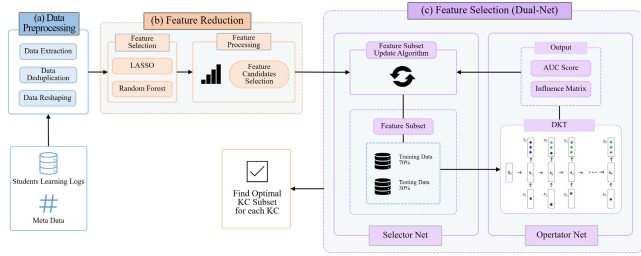 (a) Data
Preprocessing
Data Extraction
Data
Deduplication
Data Reshaping
Students Learning Logs
Meta Data
(b) Feature Reduction
Feature
Selection
LASSO
Random Forest
Feature
Processing
Feature
Candidates
Selection
Find Optimal
KC Subset
for each KC
(c) Feature Selection (Dual-Net)
Feature Subset
Update Algorithm
Feature Subset
Training Data
70%
Testing Data
30%
Selector Net
Output
AUC Score
Influence Matrix
DKT
Opertator Net